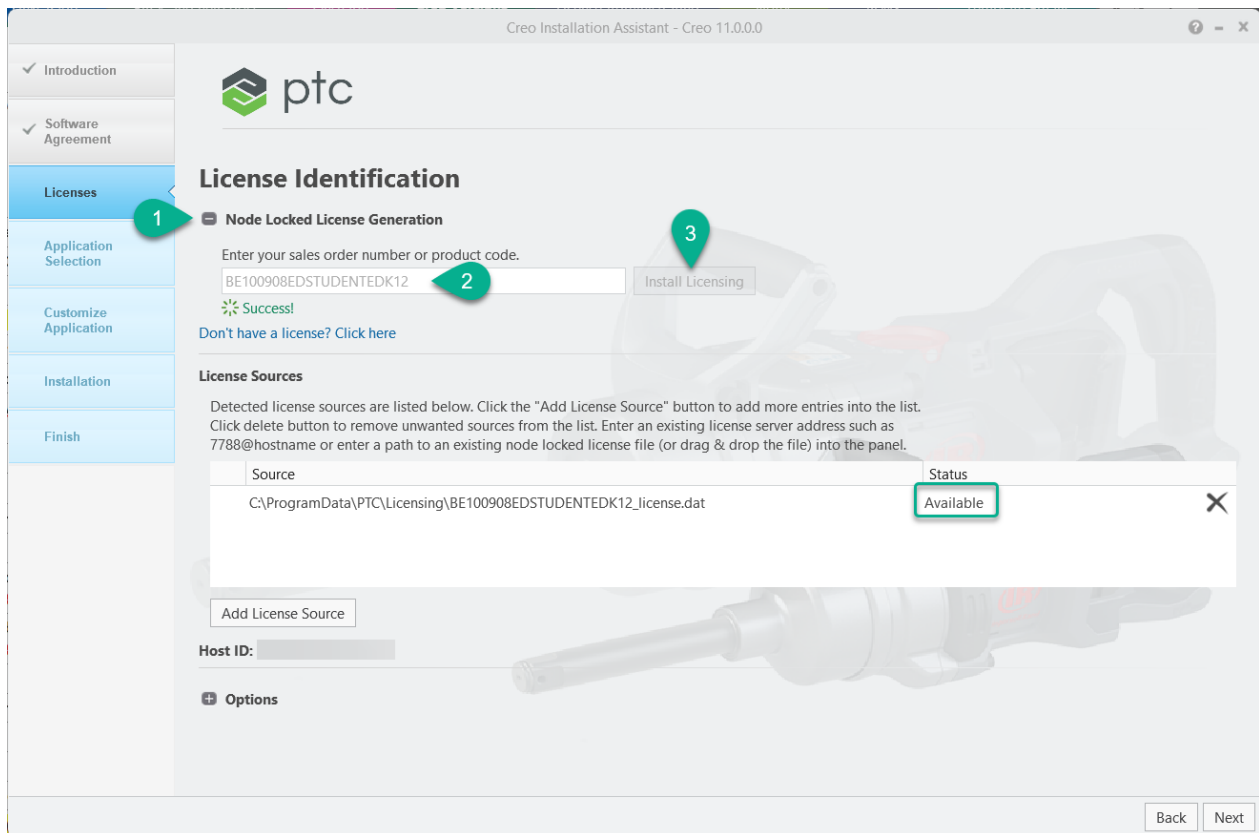 Creo Installation Assistant - Creo 11.0.0.0
Introduction
Software
Agreement
Licenses
Application
Selection
Customize
Application
Installation
Finish
ptc
License Identification
1
Node Locked License Generation
3
Enter your sales order number or product code.
BE100908EDSTUDENTEDK12
2
Install Licensing
Success!
Don't have a license? Click here
License Sources
Detected license sources are listed below. Click the "Add License Source" button to add more entries into the list.
Click delete button to remove unwanted sources from the list. Enter an existing license server address such as
7788@hostname or enter a path to an existing node locked license file (or drag & drop the file) into the panel.
Source Status
C:\ProgramData\PTC\Licensing\BE100908EDSTUDENTEDK12_license.dat Available
Add License Source
Host ID:
Options
Back Next